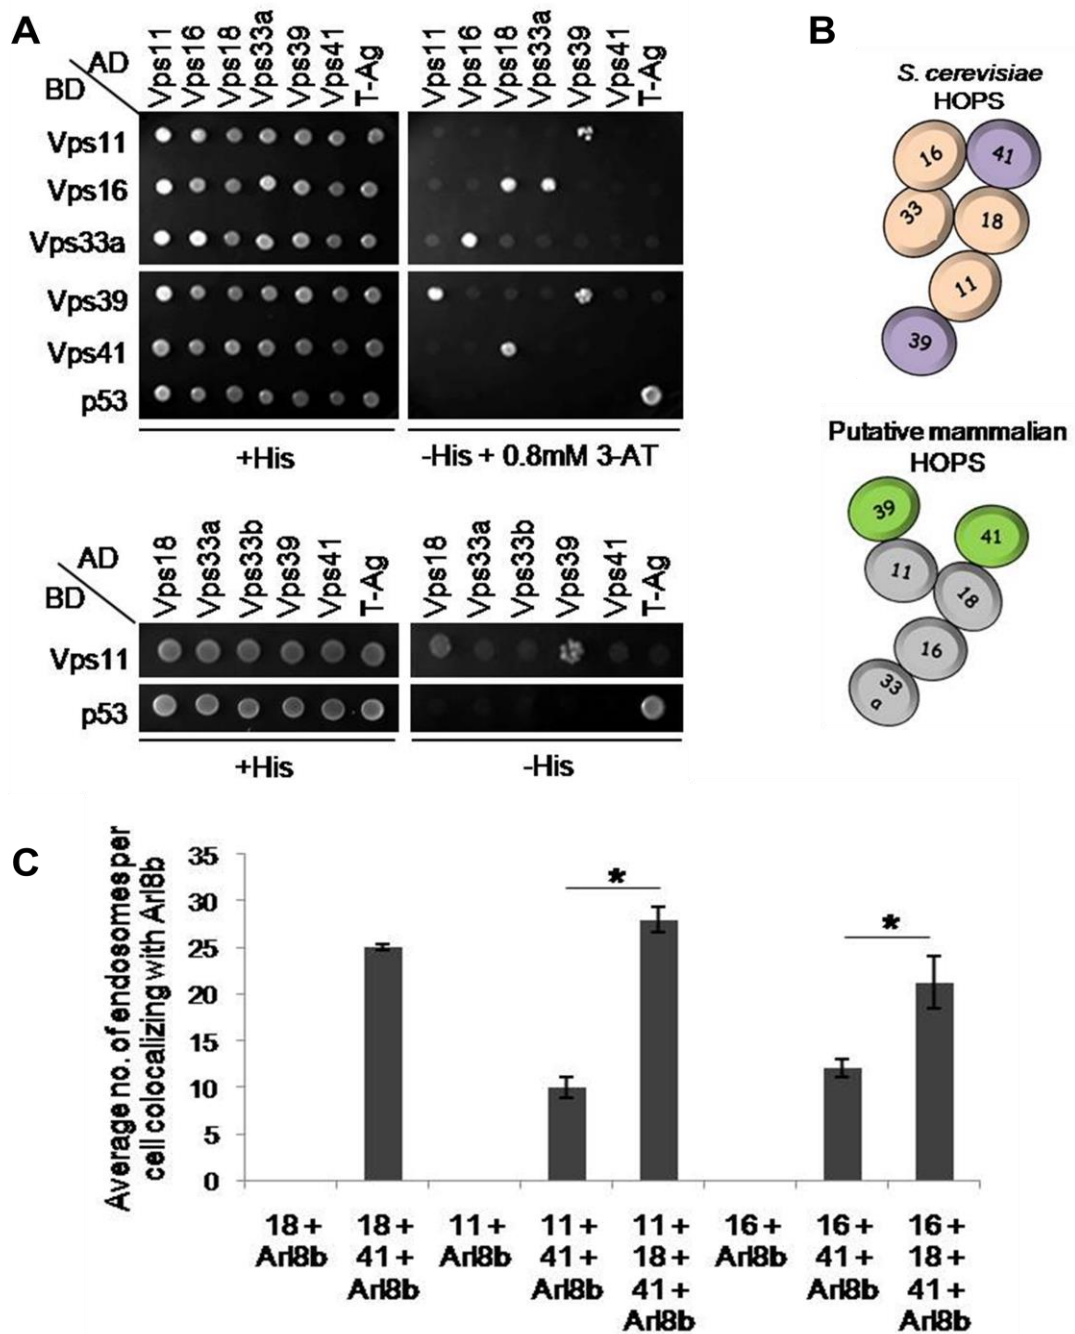 A
AD
BD
Vps11
Vps16
Vps18
Vps33a
Vps39
Vps41
T-Ag
Vps11
Vps16
Vps18
Vps33a
Vps39
Vps41
T-Ag
Vps11
Vps16
Vps33a
Vps39
Vps41
p53
+His
-His + 0.8mM 3-AT
AD
BD
Vps18
Vps33a
Vps33b
Vps39
Vps41
T-Ag
Vps18
Vps33a
Vps33b
Vps39
Vps41
T-Ag
Vps11
p53
+His
-His
B
S. cerevisiae
HOPS
16
41
33
18
11
39
Putative mammalian
HOPS
39
41
11
18
16
33
a
C
Average no. of endosomes per
cell colocalizing with Arl8b
35
30
25
20
15
10
5
0
*
*
18 +
Arl8b
18 +
41 +
Arl8b
11 +
Arl8b
11 +
41 +
Arl8b
11 +
18 +
41 +
Arl8b
16 +
Arl8b
16 +
41 +
Arl8b
16 +
18 +
41 +
Arl8b